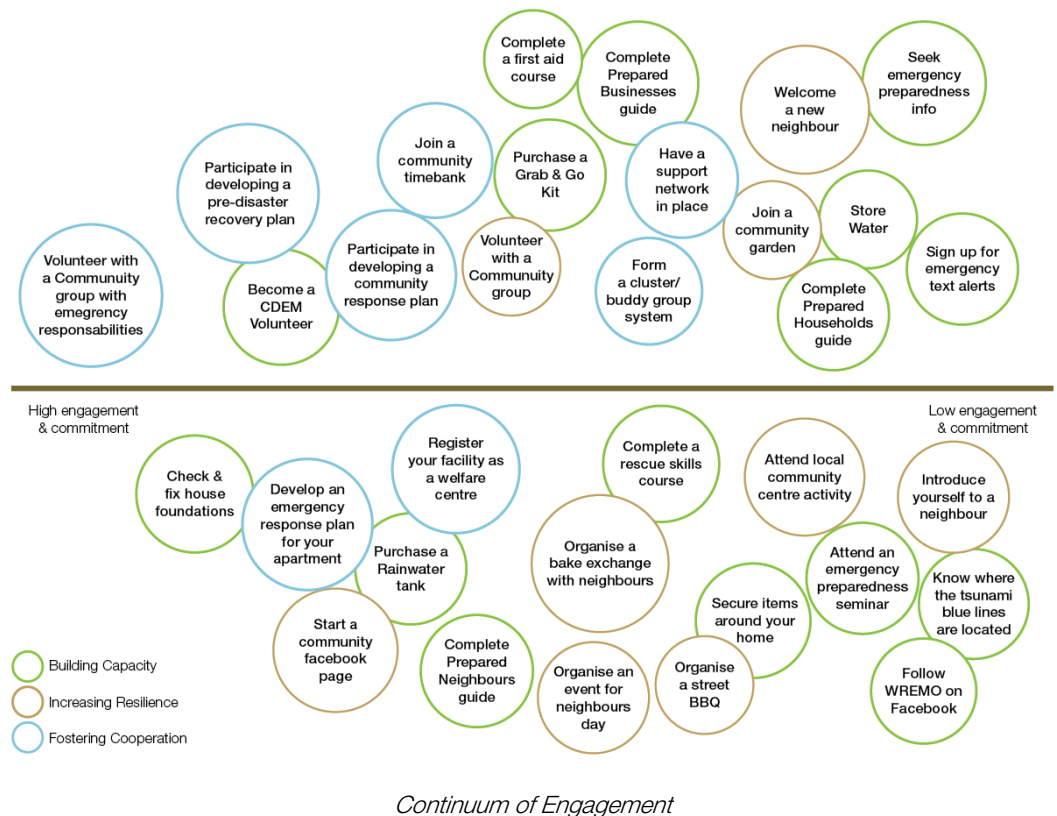 Complete
a first aid
course
Complete
Prepared
Businesses
guide
Welcome
a new
neighbour
Seek
emergency
preparedness
info
Join a
community
timebank
Purchase a
Grab & Go
Kit
Have a
support
network
in place
Participate in
developing a
pre-disaster
recovery plan
Join a
community
garden
Store
Water
Volunteer with
a Commuunity
group with
emegrency
responsabilities
Become a
CDEM
Volunteer
Participate in
developing a
community
response plan
Volunteer
with a
Communuity
group
Form
a cluster/
buddy group
system
Complete
Prepared
Households
guide
Sign up for
emergency
text alerts
High engagement
& commitment
Low engagement
& commitment
Check &
fix house
foundations
Develop an
emergency
response plan
for your
apartment
Register
your facility as
a welfare
centre
Complete a
rescue skills
course
Attend local
community
centre activity
Introduce
yourself to a
neighbour
Purchase a
Rainwater
tank
Organise a
bake exchange
with neighbours
Attend an
emergency
preparedness
seminar
Know where
the tsunami
blue lines
are located
Start a
community
facebook
page
Complete
Prepared
Neighbours
guide
Secure items
around your
home
Organise an
event for
neighbours
day
Organise
a street
BBQ
Follow
WREMO on
Facebook
Building Capacity
Increasing Resilience
Fostering Cooperation
Continuum of Engagement